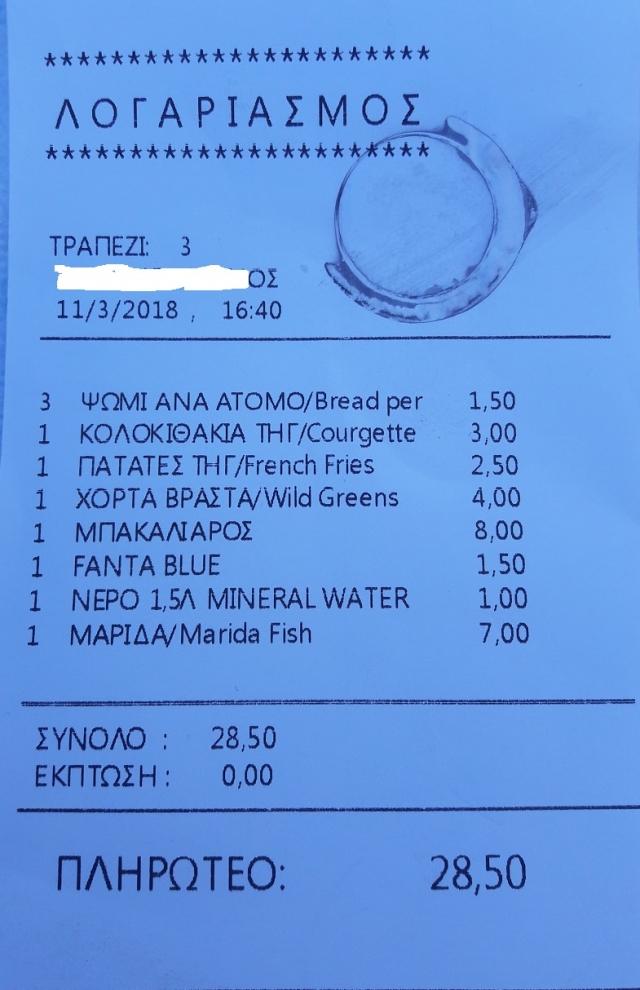 ***********************
ΛΟΓΑΡΙΑΣΜΟΣ
***********************
ΤΡΑΠΕΖΙ: 3
ΟΣ
11/3/2018 , 16:40
3 ΨΩΜΙ ΑΝΑ ΑΤΟΜΟ/Bread per 1,50
1 ΚΟΛΟΚΙΘΑΚΙΑ ΤΗΓ/Courgette 3,00
1 ΠΑΤΑΤΕΣ ΤΗΓ/French Fries 2,50
1 ΧΟΡΤΑ ΒΡΑΣΤΑ/Wild Greens 4,00
1 ΜΠΑΚΑΛΙΑΡΟΣ 8,00
1 FANTA BLUE 1,50
1 ΝΕΡΟ 1,5Λ MINERAL WATER 1,00
1 ΜΑΡΙΔΑ/Marida Fish 7,00
ΣΥΝΟΛΟ : 28,50
ΕΚΠΤΩΣΗ : 0,00
ΠΛΗΡΩΤΕΟ: 28,50